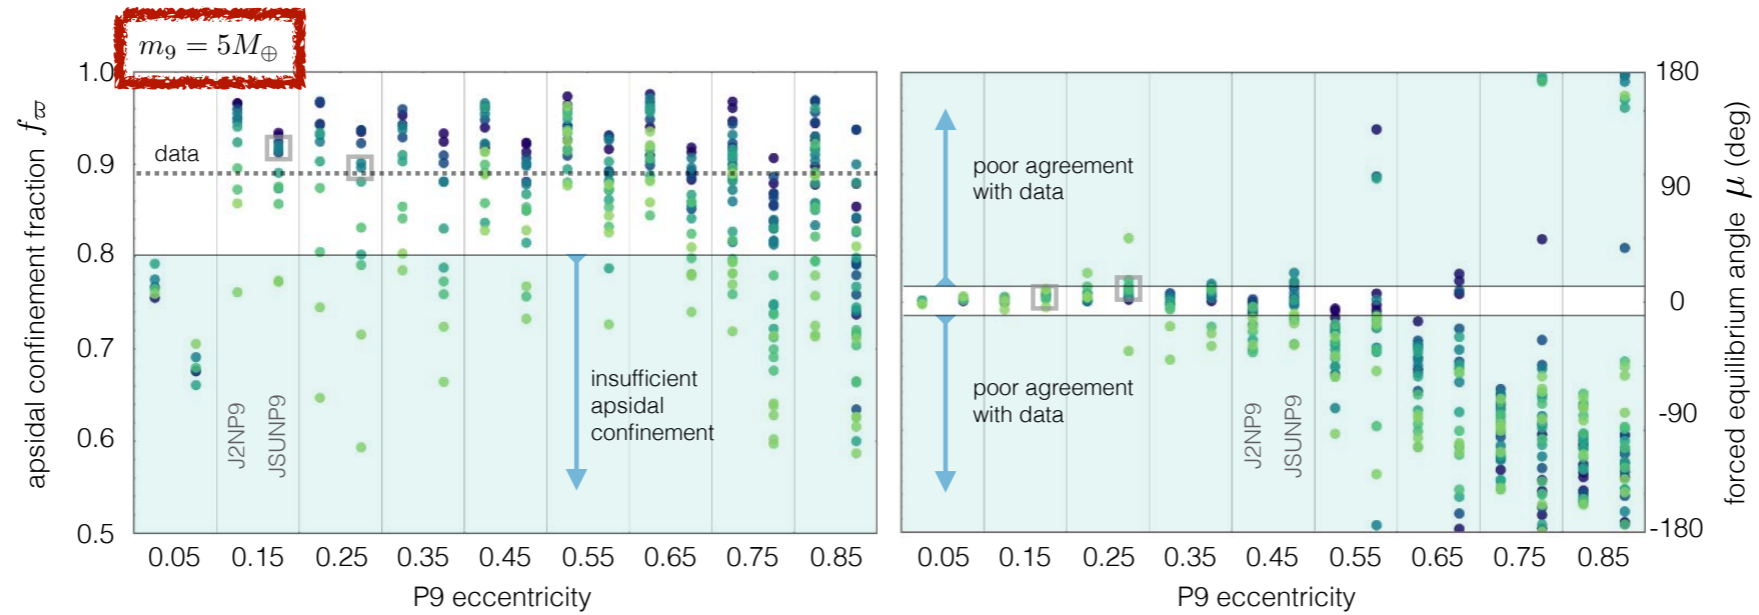 m₉ = 5M⊕
apsidal confinement fraction f_ϖ
1.0
0.9
0.8
0.7
0.6
0.5
data
J2NP9
JSUNP9
insufficient
apsidal
confinement
0.05 0.15 0.25 0.35 0.45 0.55 0.65 0.75 0.85
P9 eccentricity
poor agreement
with data
poor agreement
with data
J2NP9
JSUNP9
180
90
0
-90
-180
forced equilibrium angle μ (deg)
0.05 0.15 0.25 0.35 0.45 0.55 0.65 0.75 0.85
P9 eccentricity